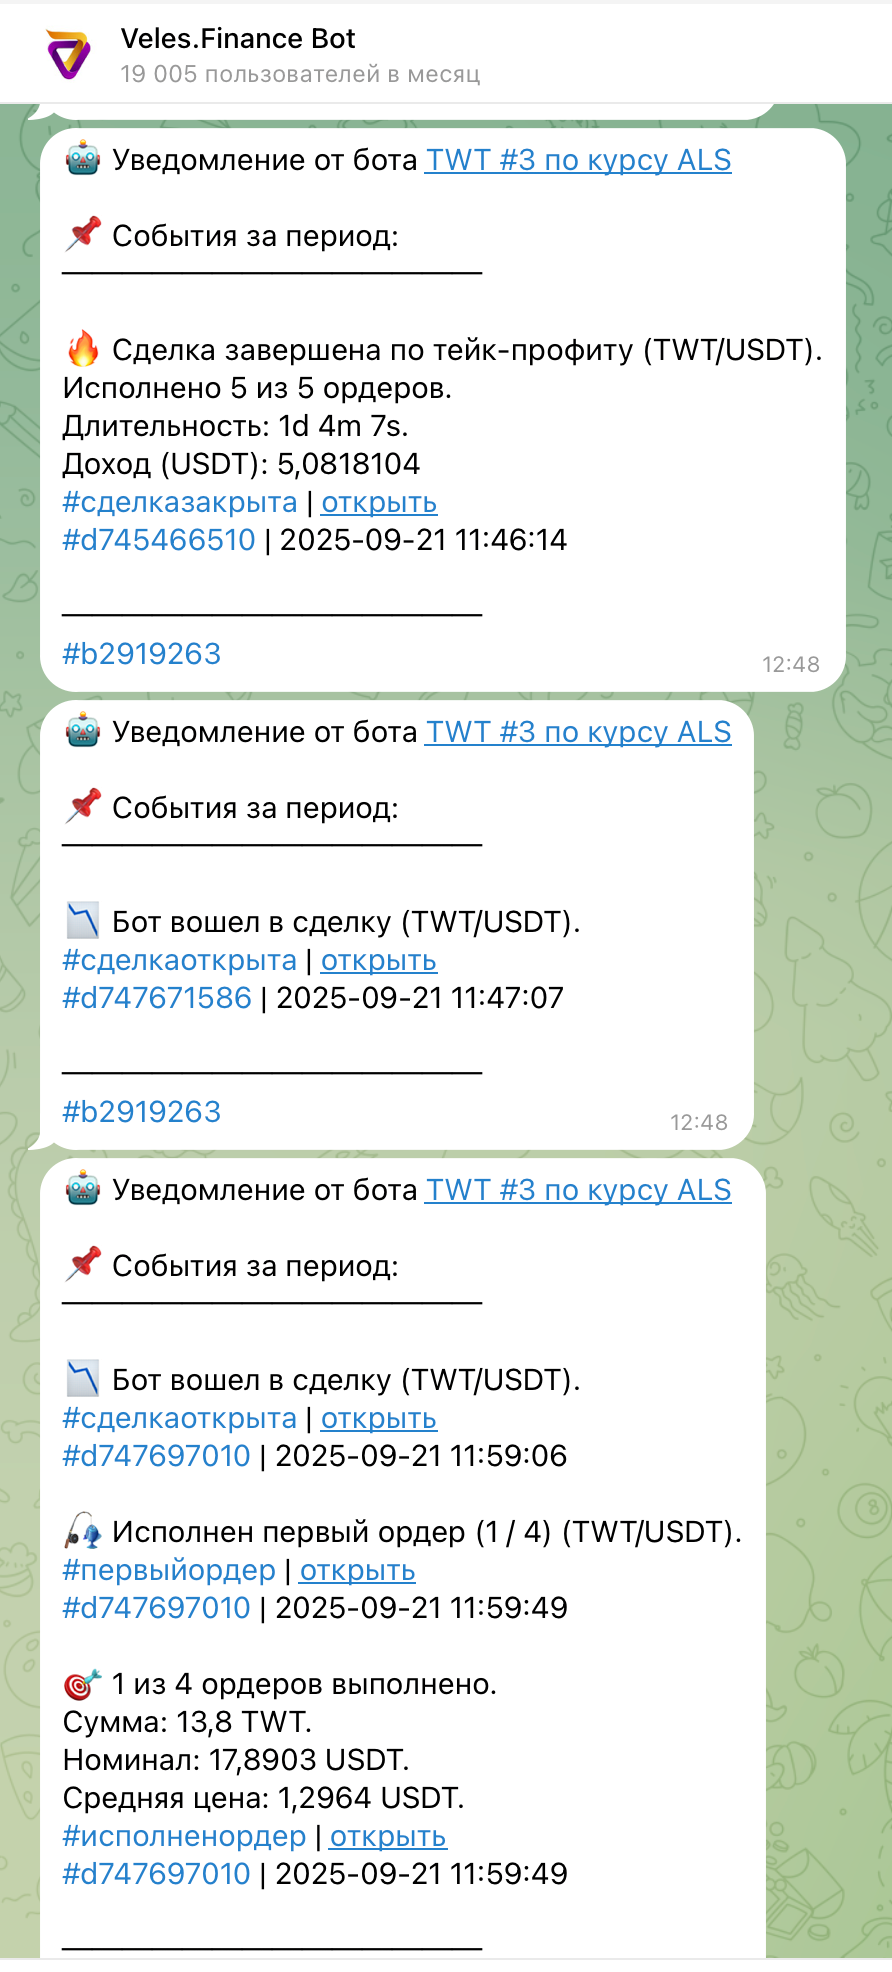 Veles.Finance Bot
19 005 пользователей в месяц
Уведомление от бота TWT #3 по курсу ALS
События за период:
Сделка завершена по тейк-профиту (TWT/USDT).
Исполнено 5 из 5 ордеров.
Длительность: 1d 4m 7s.
Доход (USDT): 5,0818104
#сделказакрыта | открыть
#d745466510 | 2025-09-21 11:46:14
#b2919263
12:48
Уведомление от бота TWT #3 по курсу ALS
События за период:
Бот вошел в сделку (TWT/USDT).
#сделкаоткрыта | открыть
#d747671586 | 2025-09-21 11:47:07
#b2919263
12:48
Уведомление от бота TWT #3 по курсу ALS
События за период:
Бот вошел в сделку (TWT/USDT).
#сделкаоткрыта | открыть
#d747697010 | 2025-09-21 11:59:06
Исполнен первый ордер (1 / 4) (TWT/USDT).
#первыйордер | открыть
#d747697010 | 2025-09-21 11:59:49
1 из 4 ордеров выполнено.
Сумма: 13,8 TWT.
Номинал: 17,8903 USDT.
Средняя цена: 1,2964 USDT.
#исполненордер | открыть
#d747697010 | 2025-09-21 11:59:49